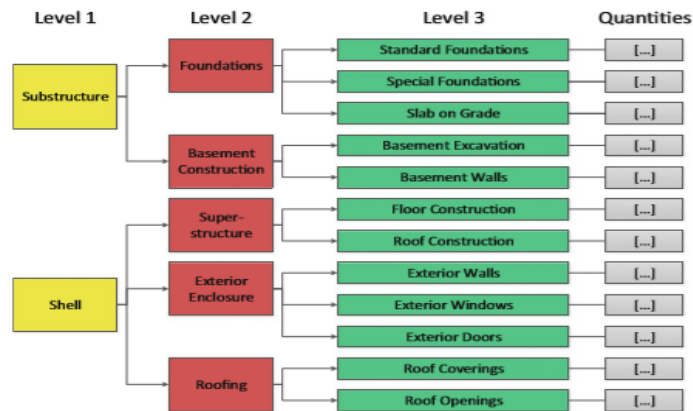 Level 1 Level 2 Level 3 Quantities
Standard Foundations [...]
Foundations
Special Foundations [...]
Substructure
Slab on Grade [...]
Basement
Construction
Basement Excavation [...]
Basement Walls [...]
Super-
structure
Floor Construction [...]
Roof Construction [...]
Shell
Exterior
Enclosure
Exterior Walls [...]
Exterior Windows [...]
Exterior Doors [...]
Roofing
Roof Coverings [...]
Roof Openings [...]